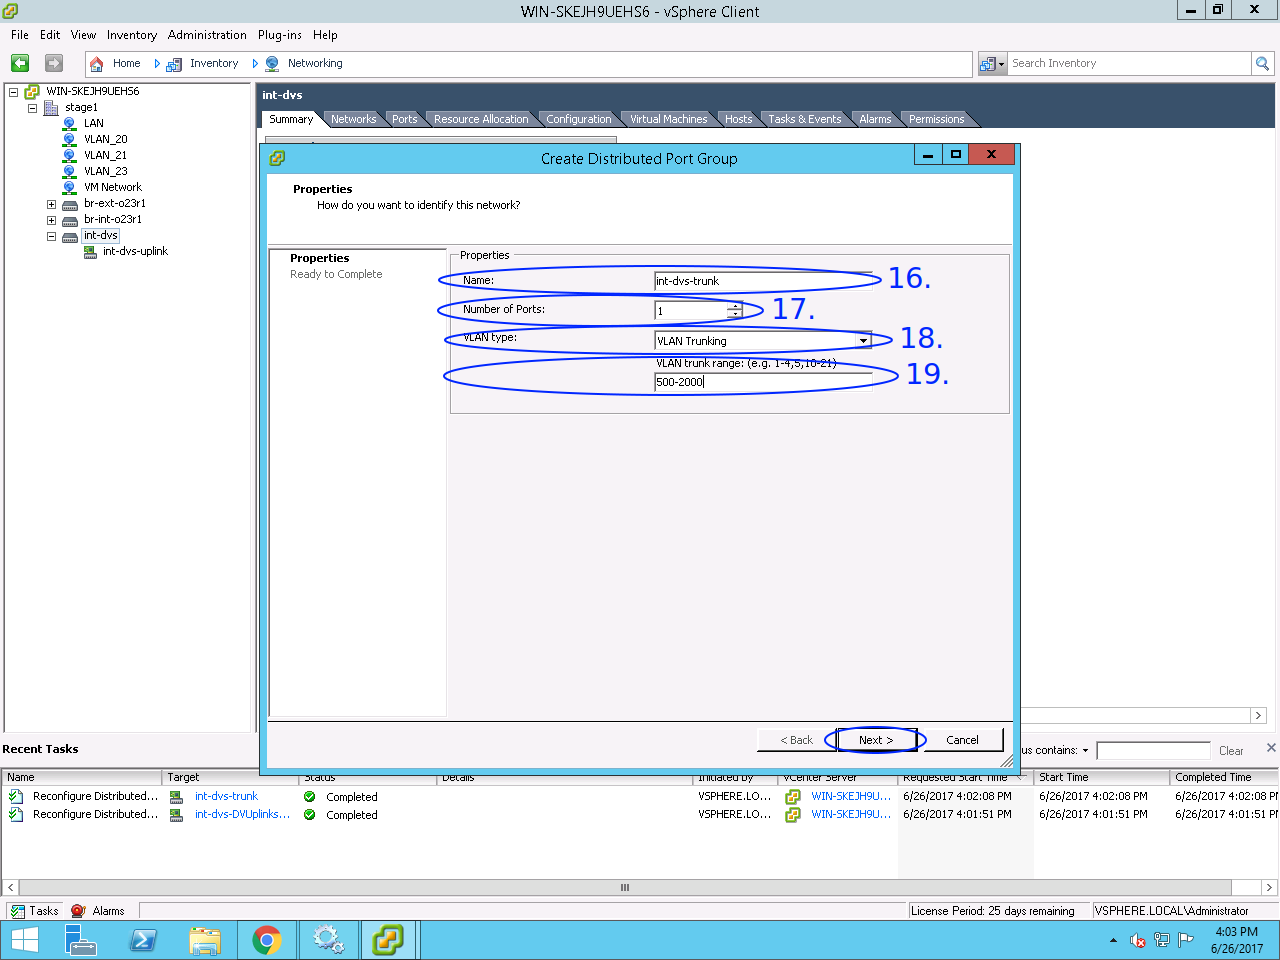 WIN-SKEJH9UEHS6 - vSphere Client
File Edit View Inventory Administration Plug-ins Help
Home Inventory Networking Search Inventory
WIN-SKEJH9UEHS6
stage1
LAN
VLAN_20
VLAN_21
VLAN_23
VM Network
br-ext-o23r1
br-int-o23r1
int-dvs
int-dvs-uplink
int-dvs
Summary Networks Ports Resource Allocation Configuration Virtual Machines Hosts Tasks & Events Alarms Permissions
Create Distributed Port Group
Properties
How do you want to identify this network?
Properties
Ready to Complete
Properties
Name: int-dvs-trunk 16.
Number of Ports: 1 17.
VLAN type: VLAN Trunking 18.
VLAN trunk range: (e.g. 1-4,5,10-21)
500-2000 19.
< Back Next > Cancel
Recent Tasks
us contains: Clear
Name Target Status Details Initiated by vCenter Server Requested Start Time Start Time Completed Time
Reconfigure Distributed... int-dvs-trunk Completed VSPHERE.LO... WIN-SKEJH9U... 6/26/2017 4:02:08 PM 6/26/2017 4:02:08 PM 6/26/2017 4:02:08 P
Reconfigure Distributed... int-dvs-DVUplinks... Completed VSPHERE.LO... WIN-SKEJH9U... 6/26/2017 4:01:51 PM 6/26/2017 4:01:51 PM 6/26/2017 4:01:51 P
Tasks Alarms License Period: 25 days remaining VSPHERE.LOCAL\Administrator
4:03 PM
6/26/2017